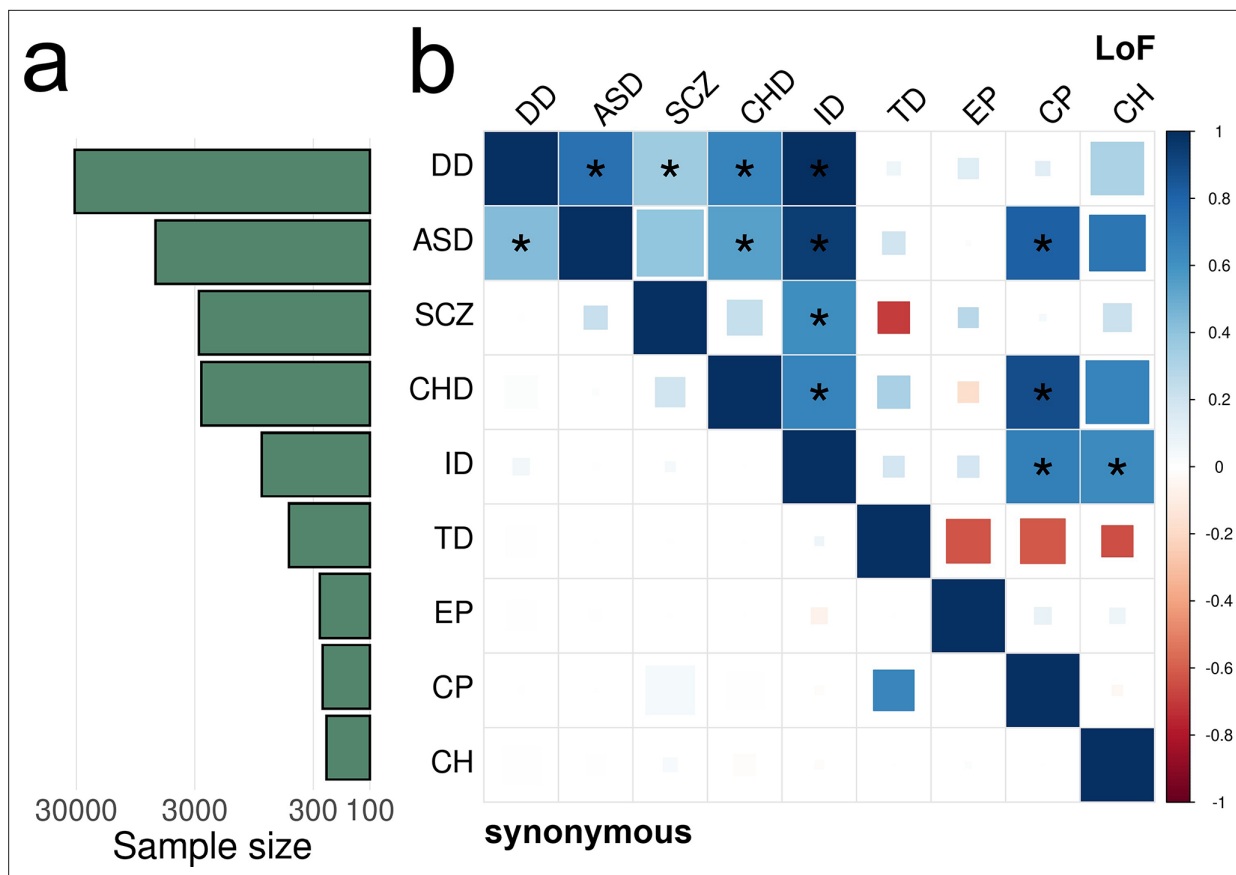 a
b
LoF
DD ASD SCZ CHD ID TD EP CP CH
DD * * * *
ASD * * * *
SCZ *
CHD * *
ID * *
TD
EP
CP
CH
1
0.8
0.6
0.4
0.2
0
-0.2
-0.4
-0.6
-0.8
-1
30000 3000 300 100
Sample size
synonymous